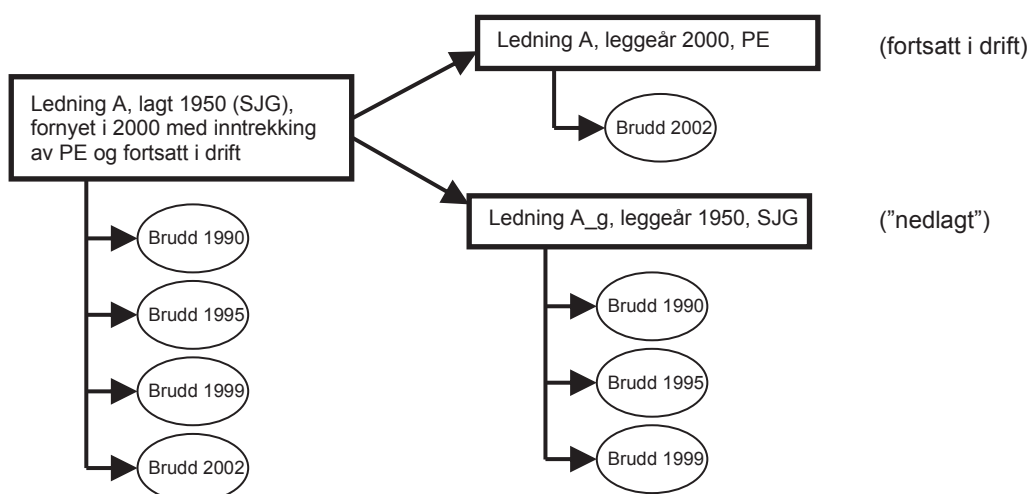 Ledning A, lagt 1950 (SJG),
fornyet i 2000 med inntrekking
av PE og fortsatt i drift
Brudd 1990
Brudd 1995
Brudd 1999
Brudd 2002
Ledning A, leggeår 2000, PE
(fortsatt i drift)
Brudd 2002
Ledning A_g, leggeår 1950, SJG
(”nedlagt”)
Brudd 1990
Brudd 1995
Brudd 1999